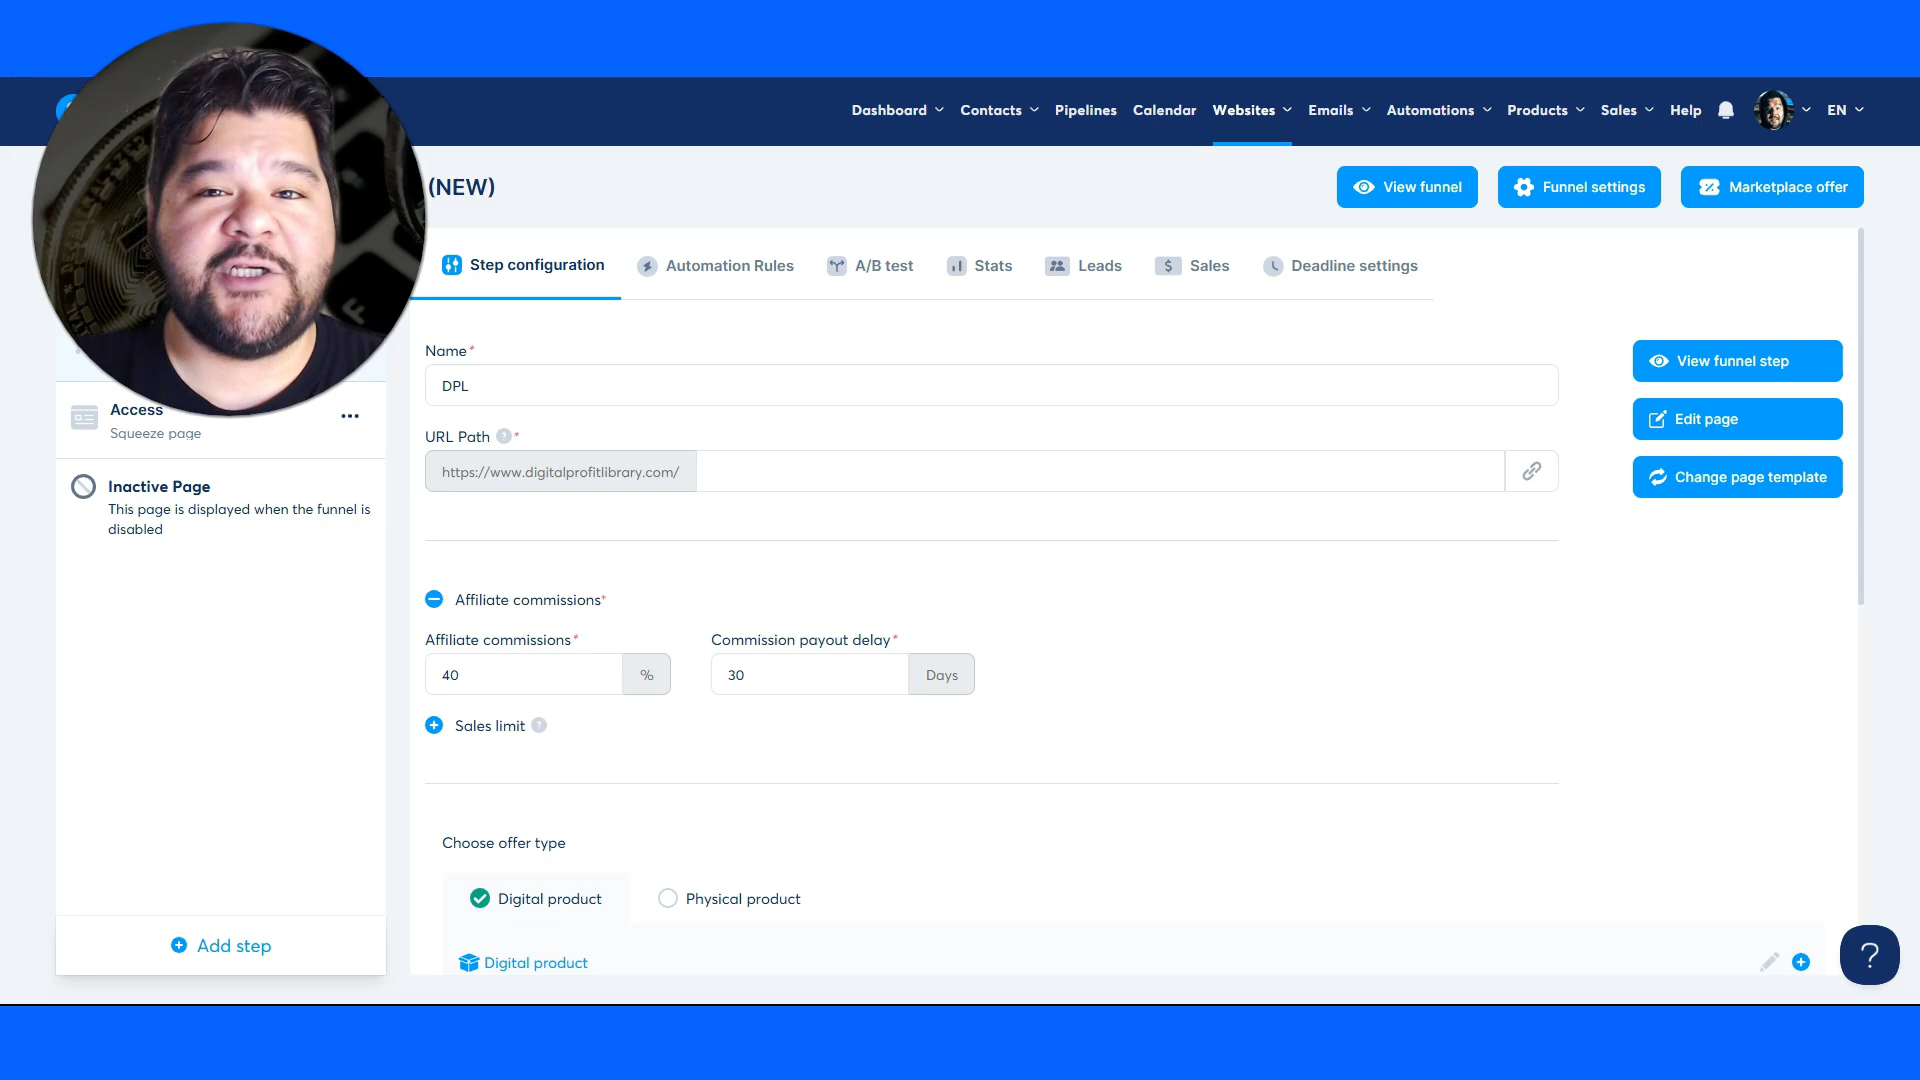 Dashboard Contacts Pipelines Calendar Websites Emails Automations Products Sales Help EN
(NEW)
View funnel
Funnel settings
Marketplace offer
Step configuration
Automation Rules
A/B test
Stats
Leads
$ Sales
Deadline settings
Name*
DPL
View funnel step
Edit page
Change page template
URL Path ? *
https://www.digitalprofitlibrary.com/
Access
Squeeze page
Inactive Page
This page is displayed when the funnel is
disabled
Affiliate commissions*
Affiliate commissions* Commission payout delay*
40 % 30 Days
Sales limit ?
Choose offer type
Digital product Physical product
Digital product
Add step
?